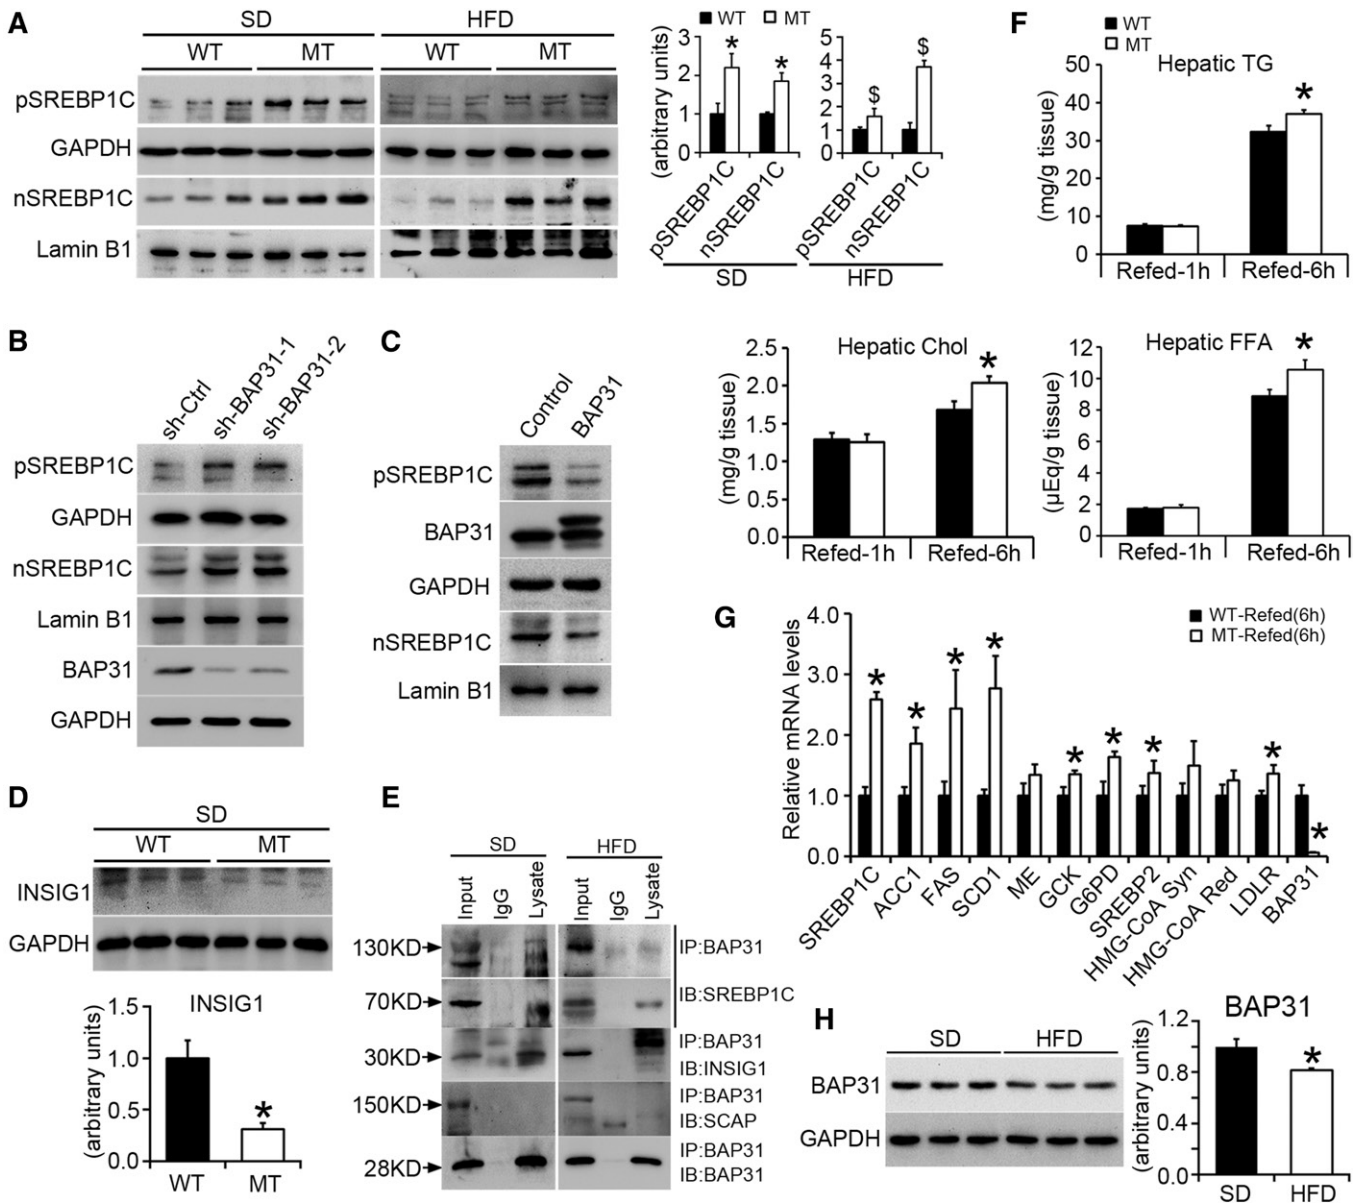 A
SD
HFD
WT
MT
WT
MT
pSREBP1C
GAPDH
nSREBP1C
Lamin B1
WT
MT
(arbitrary units)
3
2
1
0
5
4
3
2
1
0
*
*
$
$
pSREBP1C
nSREBP1C
pSREBP1C
nSREBP1C
SD
HFD
F
WT
MT
Hepatic TG
(mg/g tissue)
50
40
30
20
10
0
*
Refed-1h
Refed-6h
B
sh-Ctrl
sh-BAP31-1
sh-BAP31-2
pSREBP1C
GAPDH
nSREBP1C
Lamin B1
BAP31
GAPDH
C
Control
BAP31
pSREBP1C
BAP31
GAPDH
nSREBP1C
Lamin B1
Hepatic Chol
(mg/g tissue)
2.5
2.0
1.5
1.0
0.5
0.0
*
Refed-1h
Refed-6h
Hepatic FFA
(µEq/g tissue)
12
10
8
6
4
2
0
*
Refed-1h
Refed-6h
G
WT-Refed(6h)
MT-Refed(6h)
Relative mRNA levels
4.0
3.0
2.0
1.0
0.0
*
*
*
*
*
*
*
*
*
SREBP1C
ACC1
FAS
SCD1
ME
GCK
G6PD
SREBP2
HMG-CoA Syn
HMG-CoA Red
LDLR
BAP31
D
SD
WT
MT
INSIG1
GAPDH
INSIG1
(arbitrary units)
1.5
1.0
0.5
0.0
*
WT
MT
E
SD
HFD
Input
IgG
Lysate
Input
IgG
Lysate
130KD
IP:BAP31
70KD
IB:SREBP1C
IP:BAP31
30KD
IB:INSIG1
IP:BAP31
150KD
IB:SCAP
IP:BAP31
28KD
IB:BAP31
H
SD
HFD
BAP31
GAPDH
BAP31
(arbitrary units)
1.2
0.8
0.4
0.0
*
SD
HFD